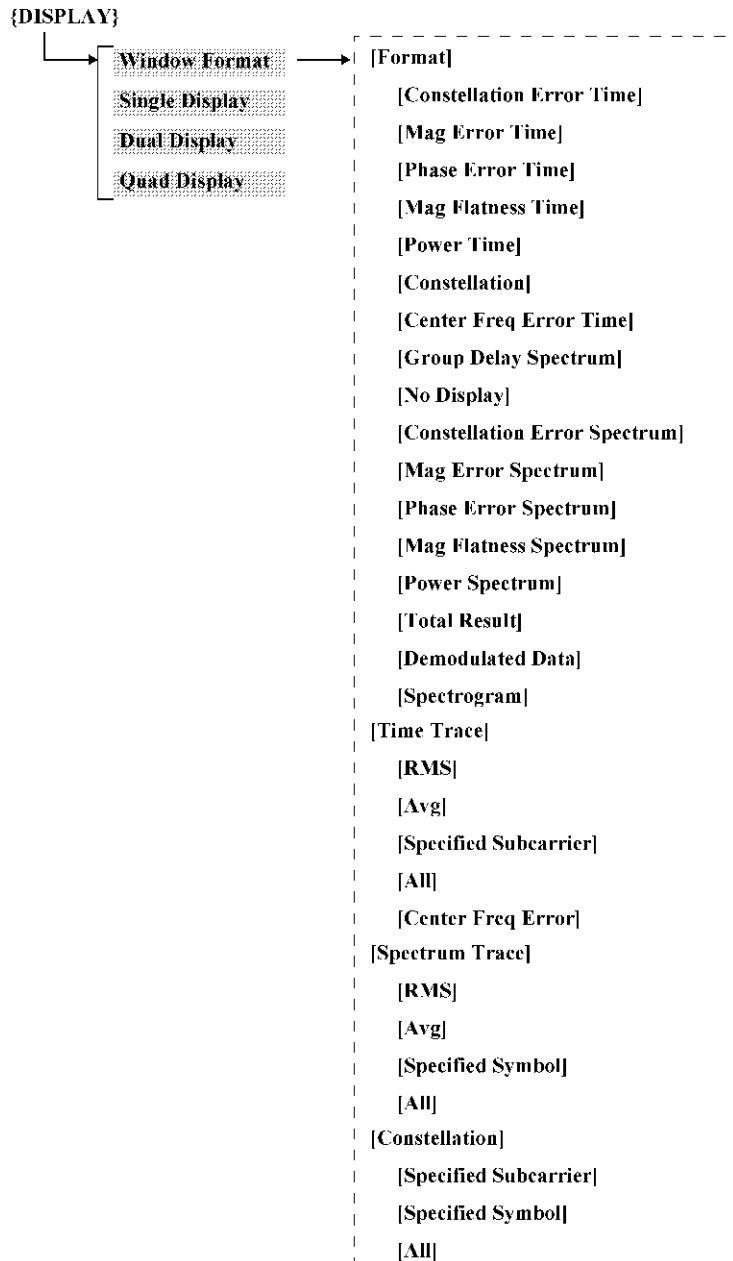 {DISPLAY}
Window Format
Single Display
Dual Display
Quad Display
[Format]
[Constellation Error Time]
[Mag Error Time]
[Phase Error Time]
[Mag Flatness Time]
[Power Time]
[Constellation]
[Center Freq Error Time]
[Group Delay Spectrum]
[No Display]
[Constellation Error Spectrum]
[Mag Error Spectrum]
[Phase Error Spectrum]
[Mag Flatness Spectrum]
[Power Spectrum]
[Total Result]
[Demodulated Data]
[Spectrogram]
[Time Trace]
[RMS]
[Avg]
[Specified Subcarrier]
[All]
[Center Freq Error]
[Spectrum Trace]
[RMS]
[Avg]
[Specified Symbol]
[All]
[Constellation]
[Specified Subcarrier]
[Specified Symbol]
[All]